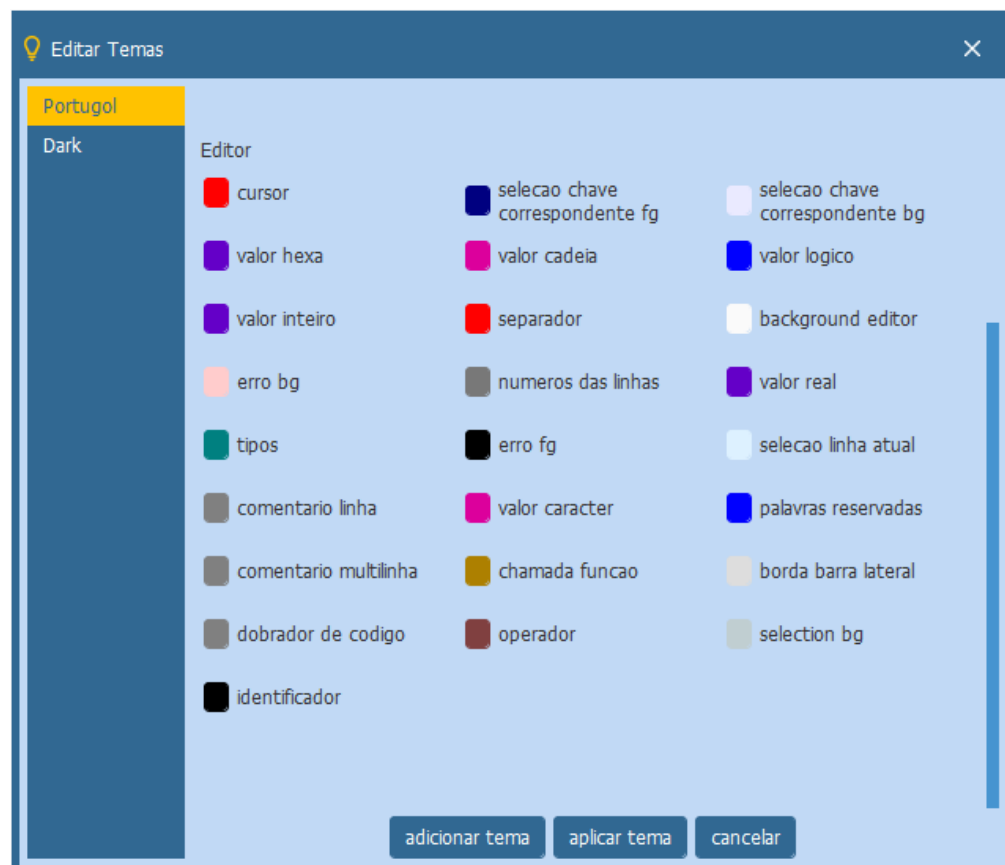 Editar Temas
Portugol
Dark
Editor
cursor
selecao chave
correspondente fg
selecao chave
correspondente bg
valor hexa
valor cadeia
valor logico
valor inteiro
separador
background editor
erro bg
numeros das linhas
valor real
tipos
erro fg
selecao linha atual
comentario linha
valor caracter
palavras reservadas
comentario multilinha
chamada funcao
borda barra lateral
dobrador de codigo
operador
selection bg
identificador
adicionar tema
aplicar tema
cancelar